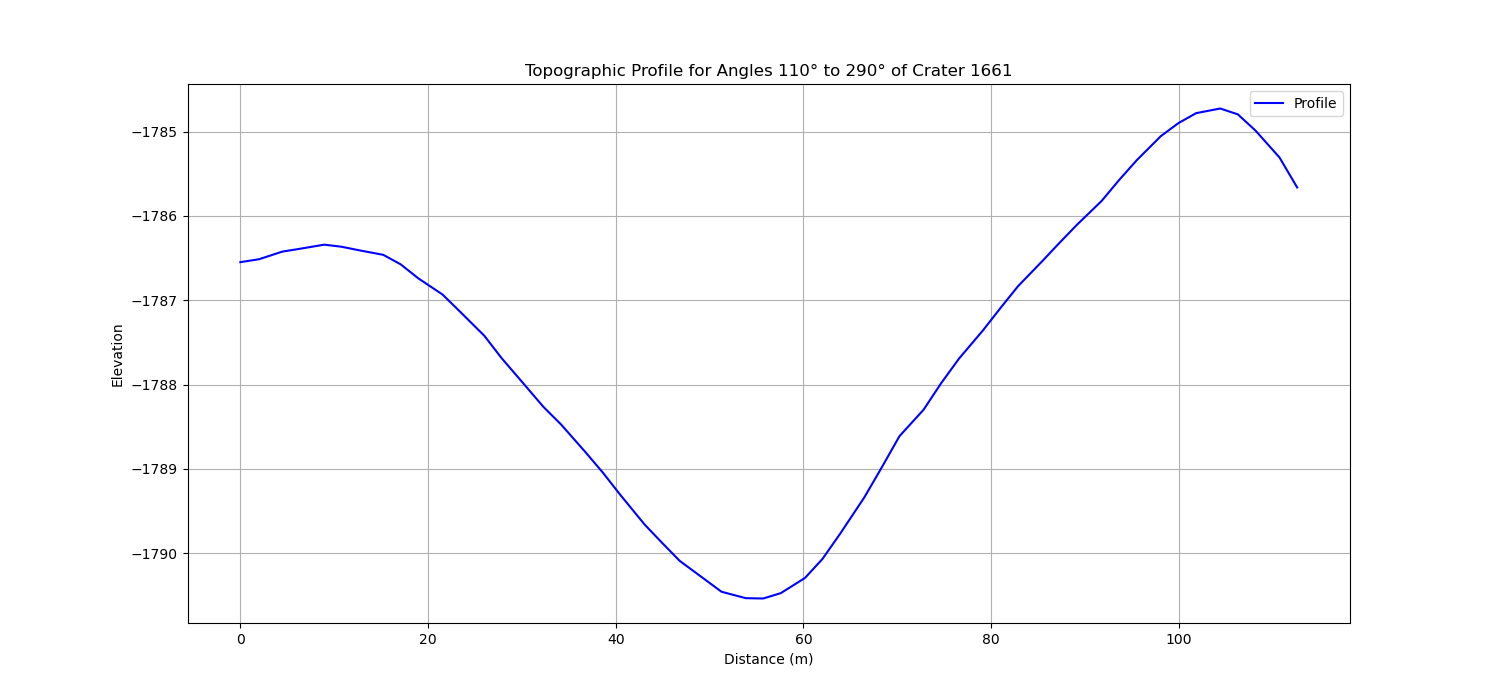 Topographic Profile for Angles 110° to 290° of Crater 1661
Profile
Elevation
−1785
−1786
−1787
−1788
−1789
−1790
0 20 40 60 80 100
Distance (m)